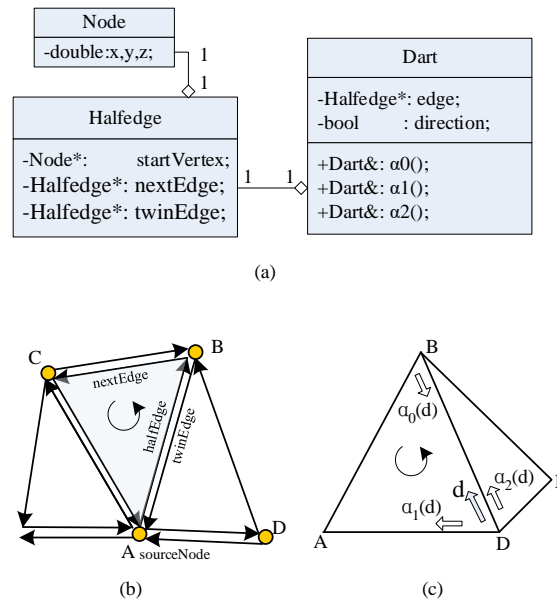 Node
-double:x,y,z;
1
1
Halfedge
-Node*: startVertex;
-Halfedge*: nextEdge;
-Halfedge*: twinEdge;
1
1
Dart
-Halfedge*: edge;
-bool : direction;
+Dart&: α0();
+Dart&: α1();
+Dart&: α2();
(a)
C
B
nextEdge
halfEdge
twinEdge
A sourceNode
D
(b)
B
α0(d)
α2(d)
d
α1(d)
A
D
(c)